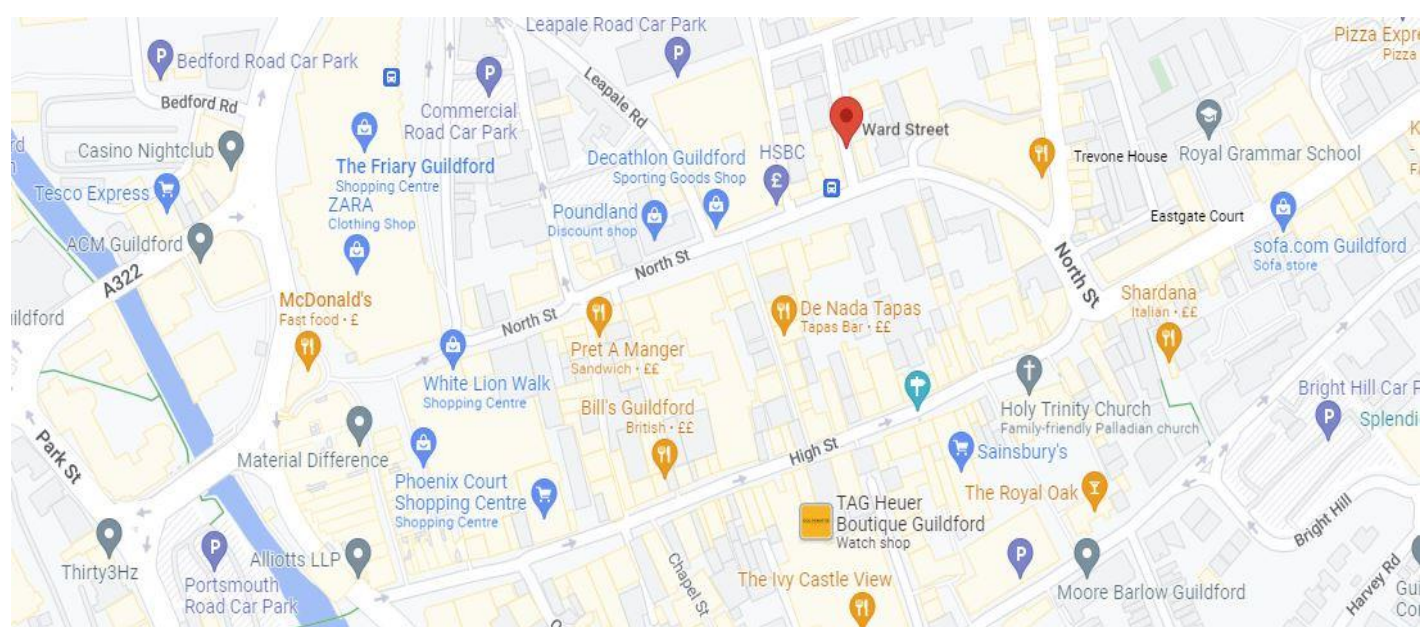 Leapale Road Car Park
Pizza Expre
Pizza
Bedford Road Car Park
Bedford Rd
Commercial
Road Car Park
Leapale Rd
Ward Street
Casino Nightclub
The Friary Guildford
Shopping Centre
ZARA
Clothing Shop
Decathlon Guildford
Sporting Goods Shop
HSBC
Trevone House
Royal Grammar School
Tesco Express
Poundland
Discount shop
Eastgate Court
ACM Guildford
A322
North St
sofa.com Guildford
Sofa store
North St
McDonald's
Fast food · £
uildford
North St
De Nada Tapas
Tapas Bar · ££
Shardana
Italian · ££
Pret A Manger
Sandwich · ££
White Lion Walk
Shopping Centre
Bill's Guildford
British · ££
Holy Trinity Church
Family-friendly Palladian church
Bright Hill Car P
Splendi
Park St
Material Difference
High St
Sainsbury's
Phoenix Court
Shopping Centre
Shopping Centre
The Royal Oak
TAG Heuer
Boutique Guildford
Watch shop
Bright Hill
Thirty3Hz
Alliotts LLP
Portsmouth
Road Car Park
Chapel St
The Ivy Castle View
Moore Barlow Guildford
Harvey Rd
Gui
Co